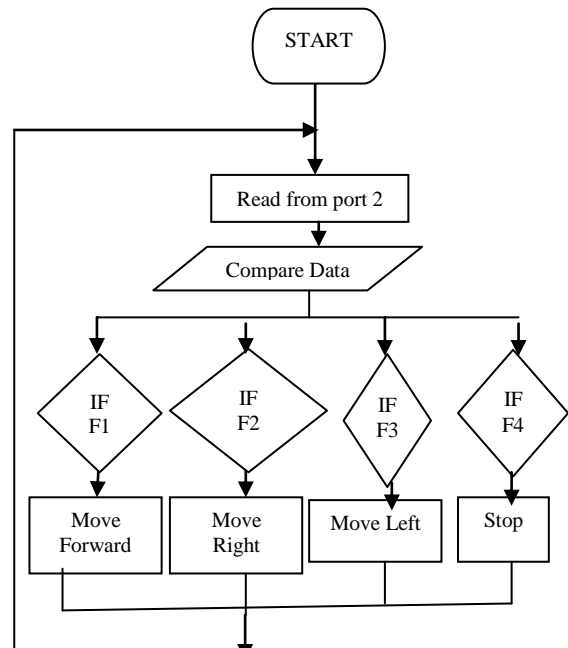 START
Read from port 2
Compare Data
IF
F1
IF
F2
IF
F3
IF
F4
Move
Forward
Move
Right
Move Left
Stop